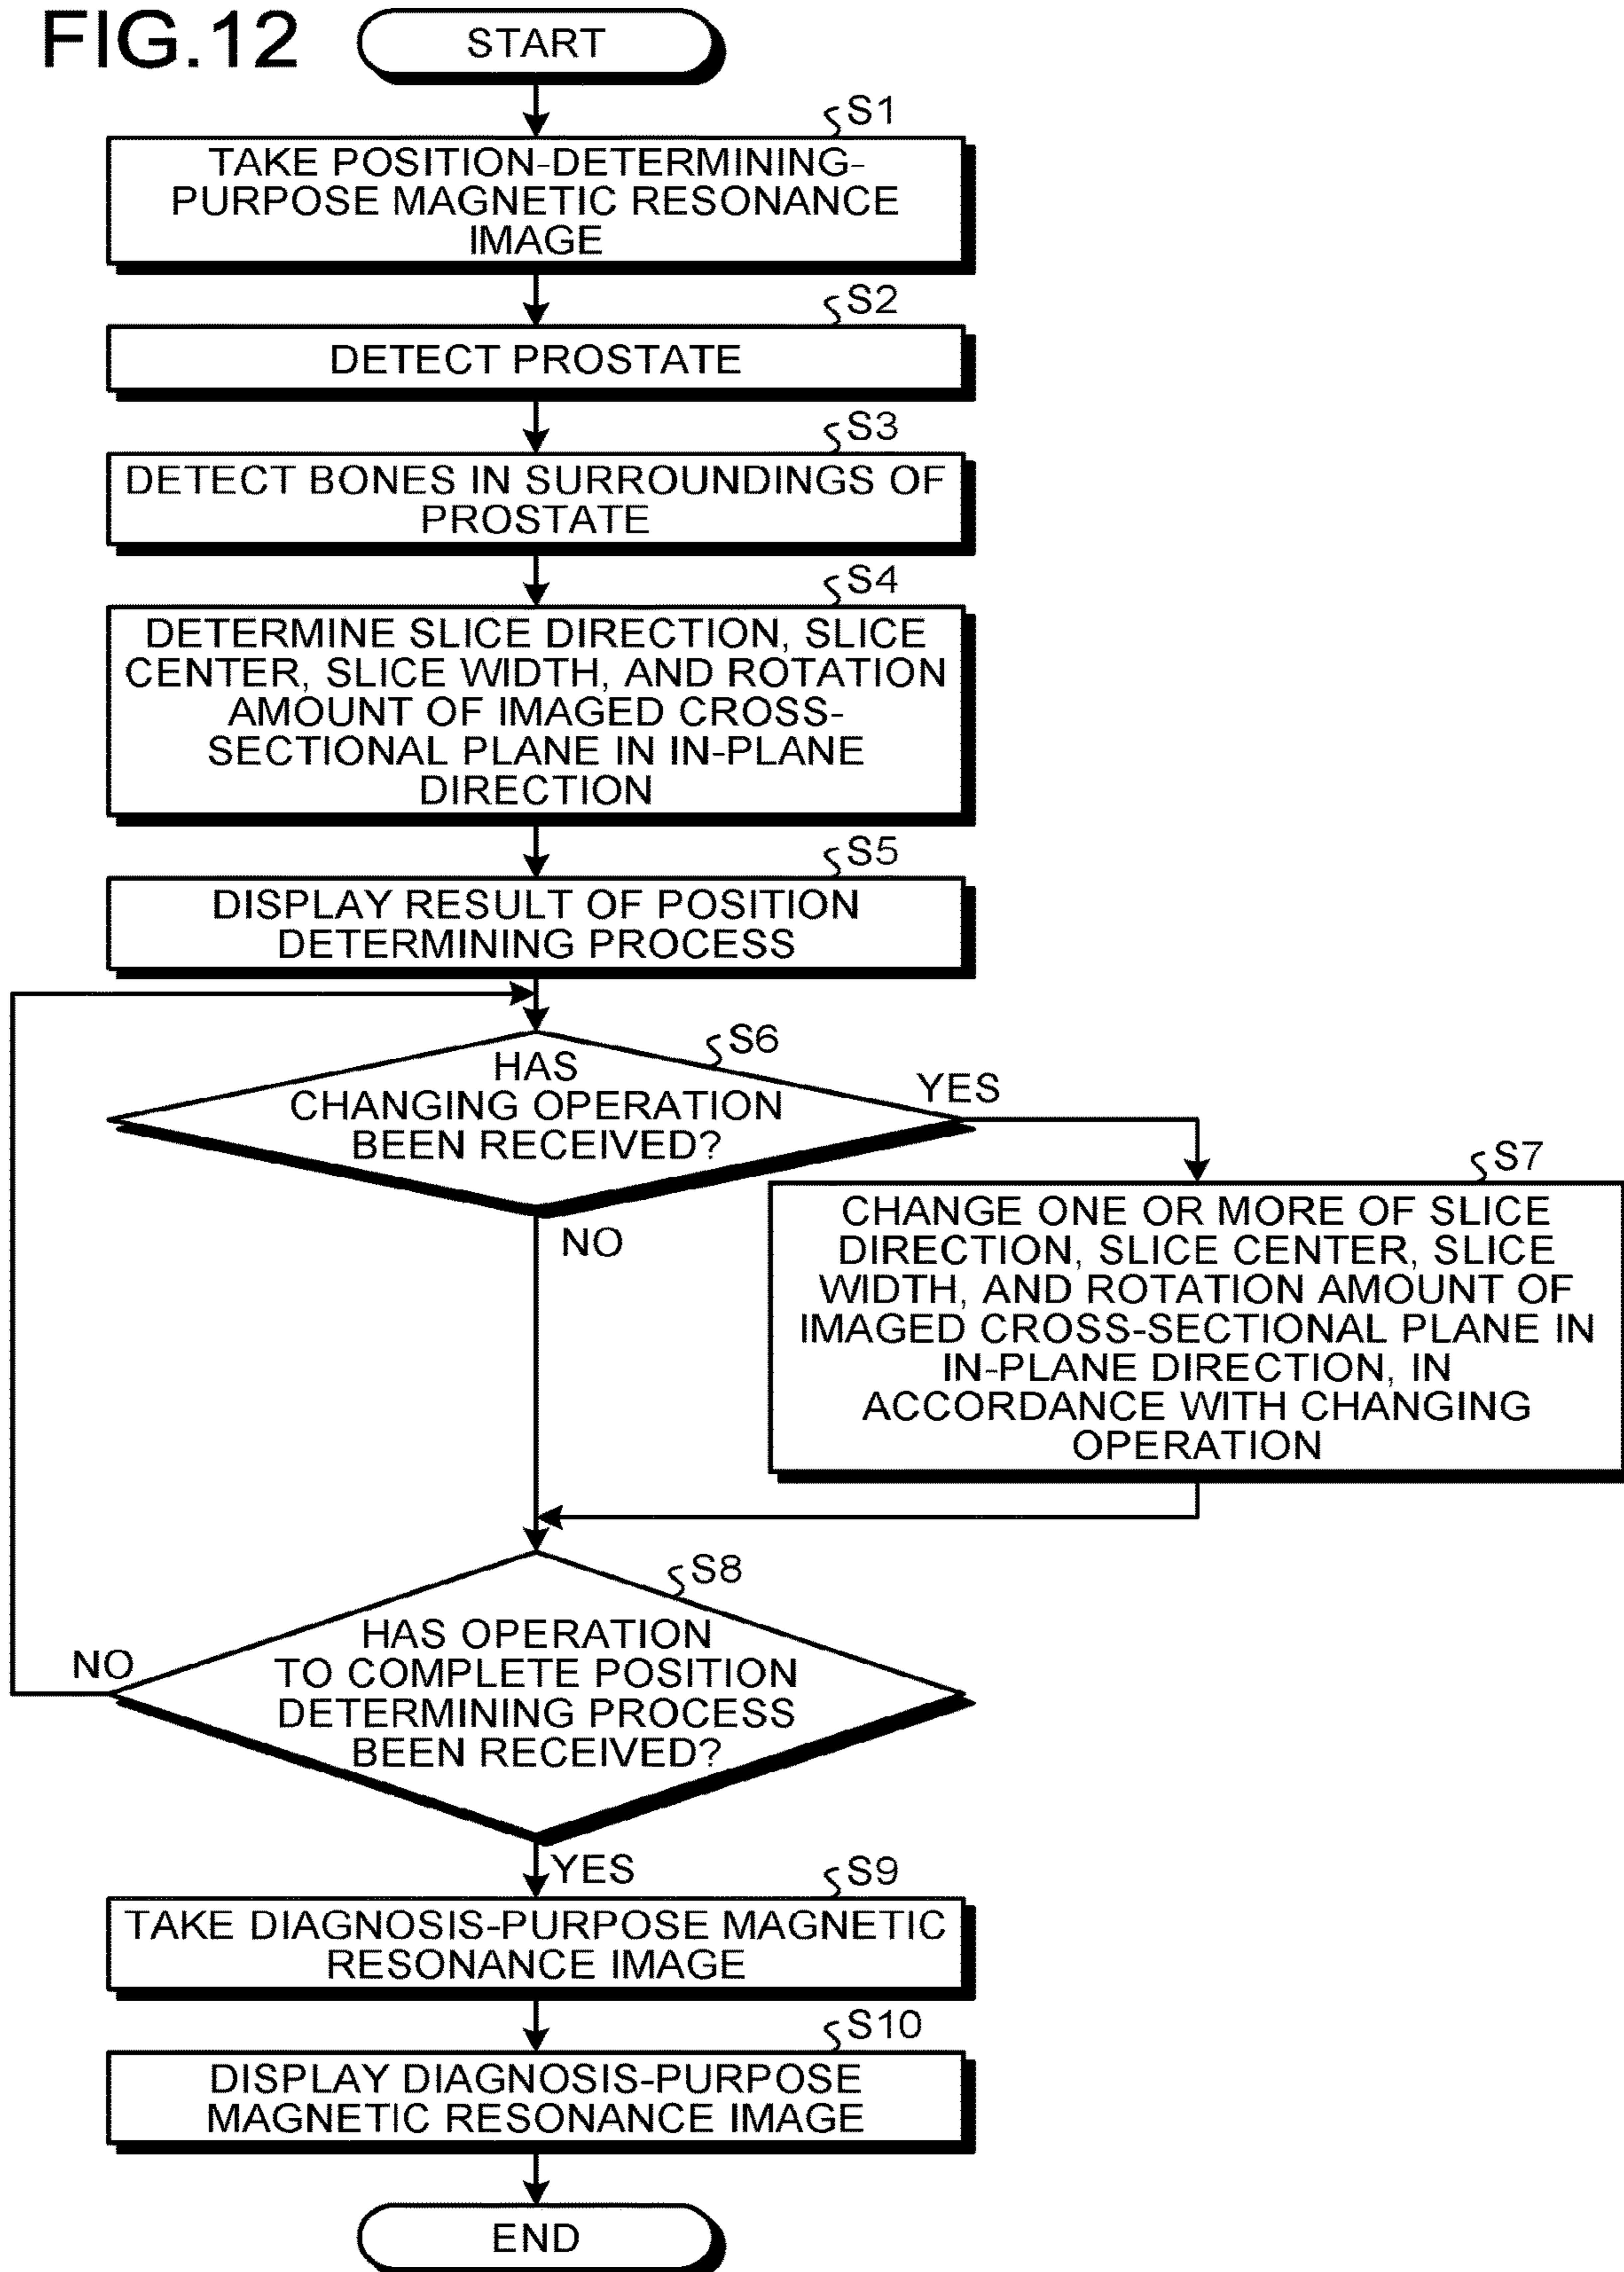 FIG.12
START
S1
TAKE POSITION-DETERMINING-
PURPOSE MAGNETIC RESONANCE
IMAGE
S2
DETECT PROSTATE
S3
DETECT BONES IN SURROUNDINGS OF
PROSTATE
S4
DETERMINE SLICE DIRECTION, SLICE
CENTER, SLICE WIDTH, AND ROTATION
AMOUNT OF IMAGED CROSS-
SECTIONAL PLANE IN IN-PLANE
DIRECTION
S5
DISPLAY RESULT OF POSITION
DETERMINING PROCESS
S6
HAS
CHANGING OPERATION
BEEN RECEIVED?
YES
NO
S7
CHANGE ONE OR MORE OF SLICE
DIRECTION, SLICE CENTER, SLICE
WIDTH, AND ROTATION AMOUNT OF
IMAGED CROSS-SECTIONAL PLANE IN
IN-PLANE DIRECTION, IN
ACCORDANCE WITH CHANGING
OPERATION
S8
HAS OPERATION
TO COMPLETE POSITION
DETERMINING PROCESS
BEEN RECEIVED?
NO
YES
S9
TAKE DIAGNOSIS-PURPOSE MAGNETIC
RESONANCE IMAGE
S10
DISPLAY DIAGNOSIS-PURPOSE
MAGNETIC RESONANCE IMAGE
END